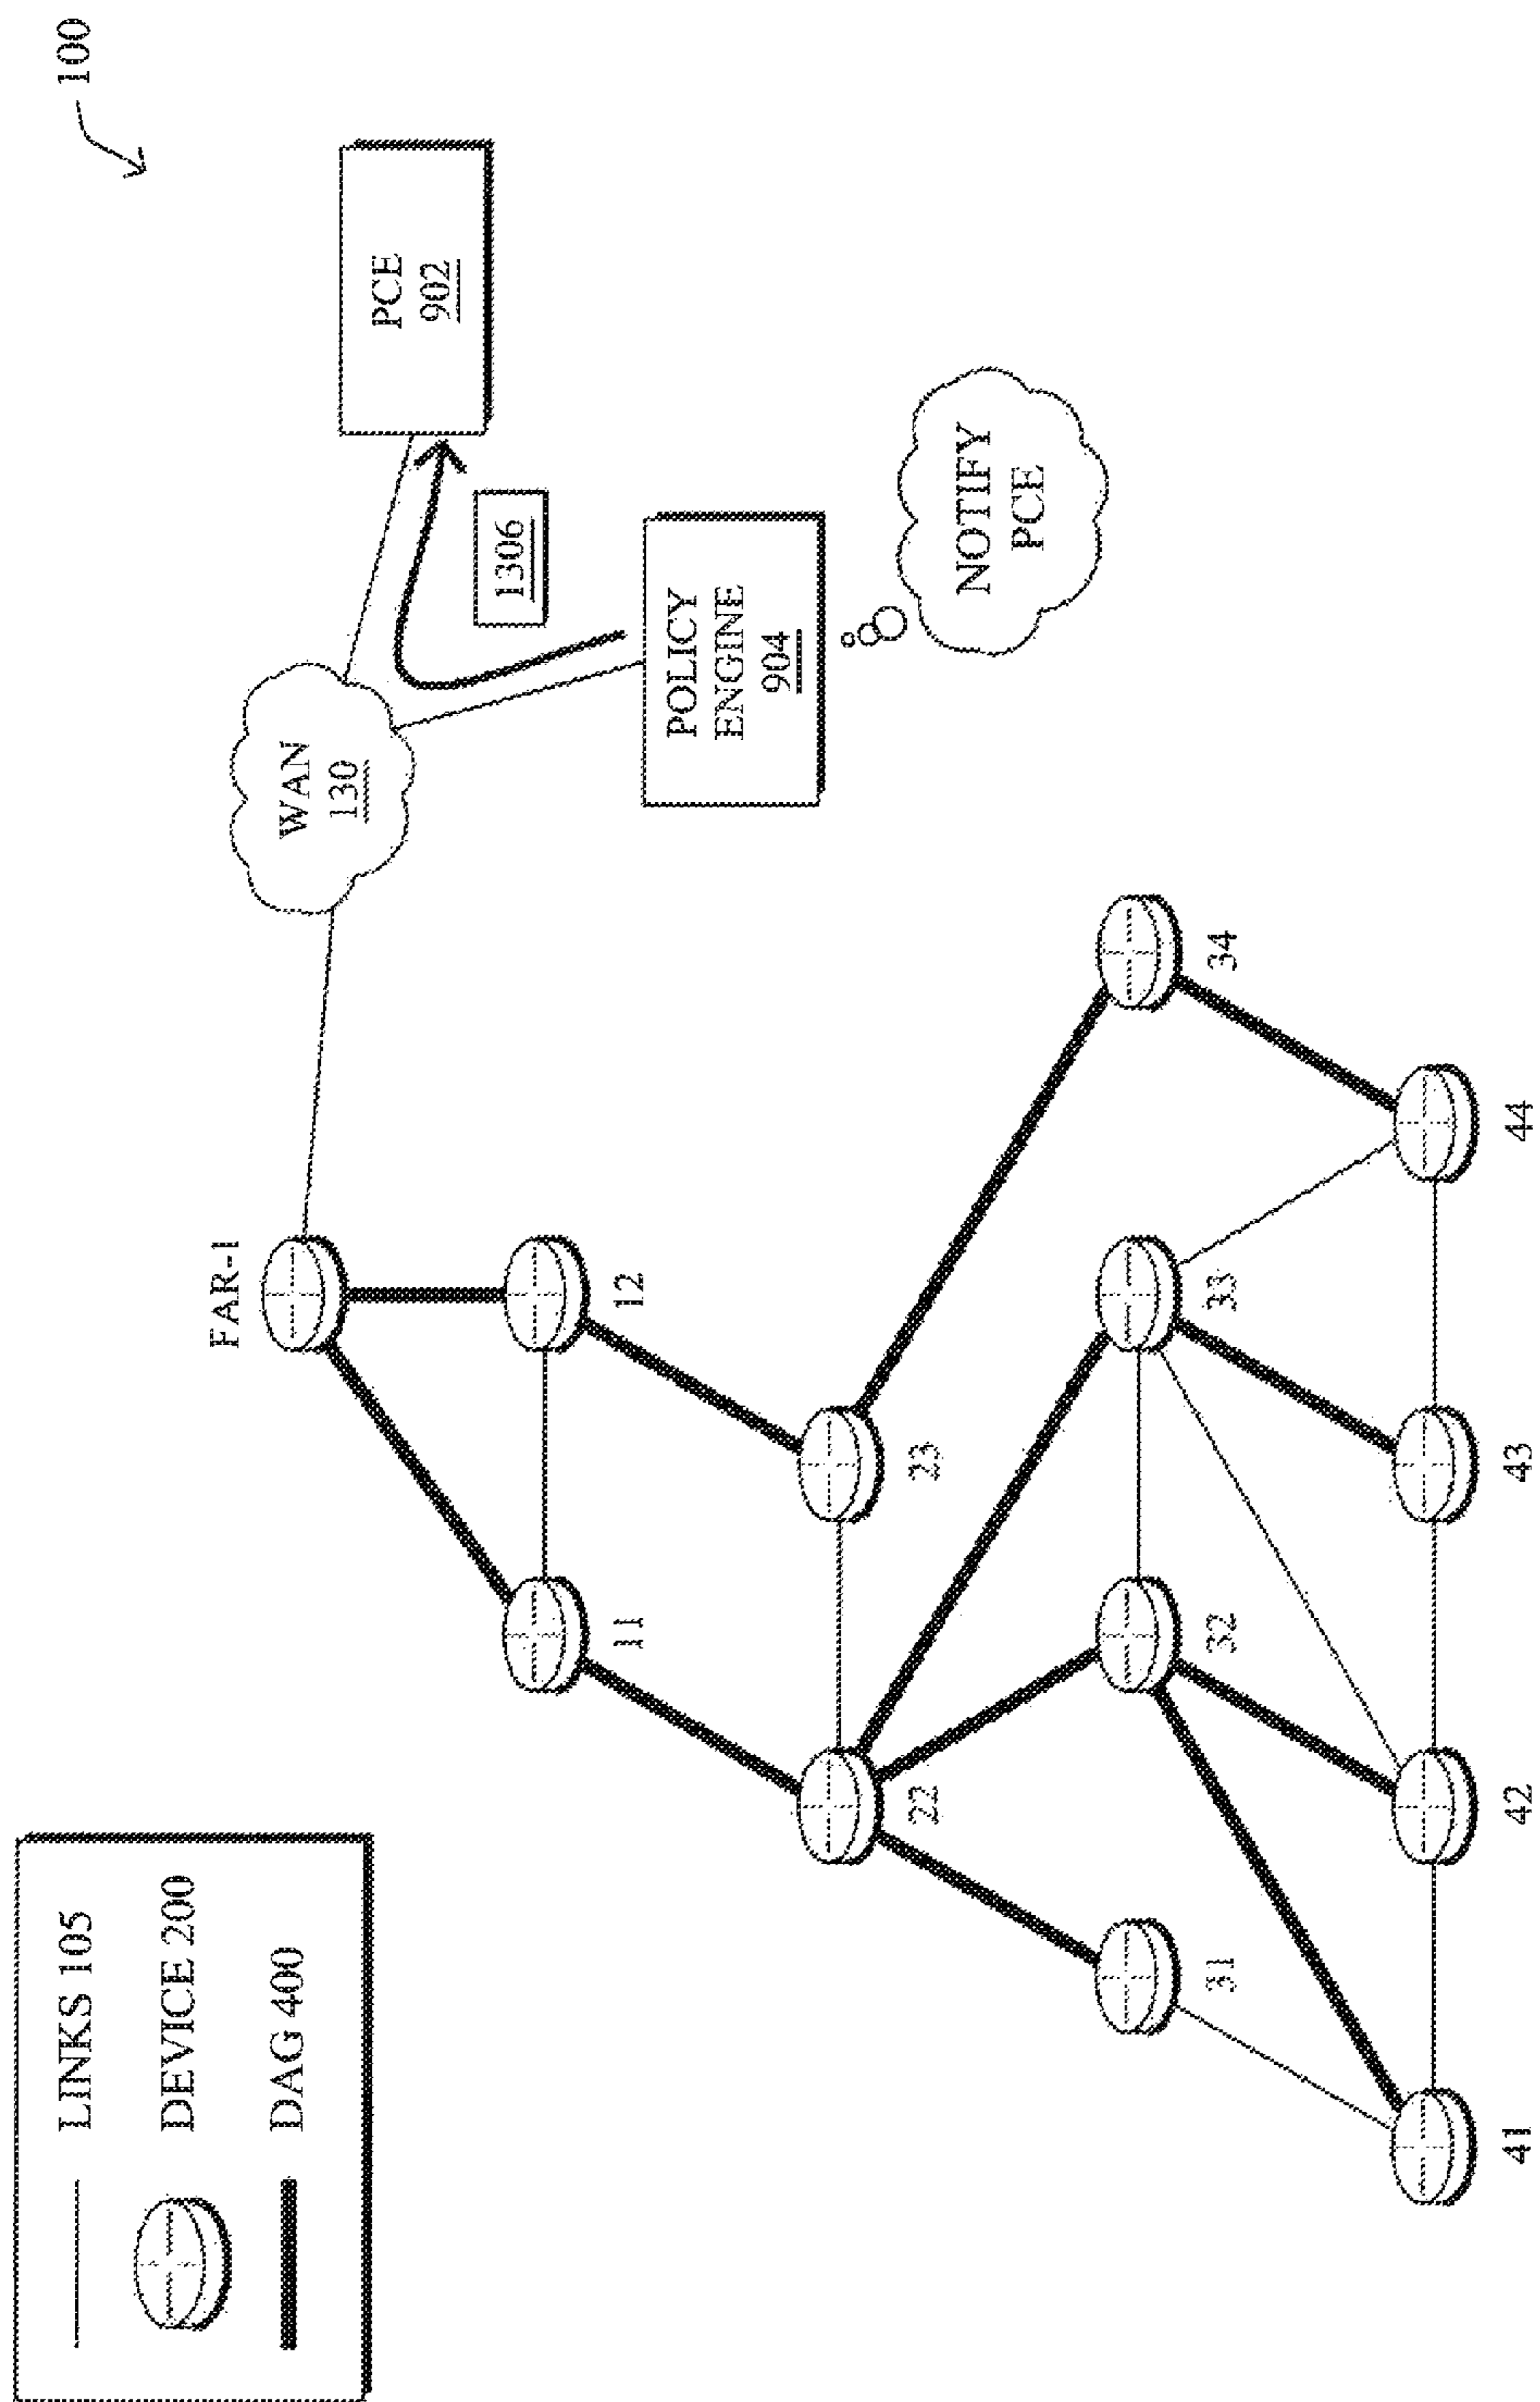 LINKS 105
DEVICE 200
DAG 400
100
FAR-1
WAN
130
PCE
902
1306
POLICY
ENGINE
904
NOTIFY
PCE
11
12
22
23
31
32
33
34
41
42
43
44